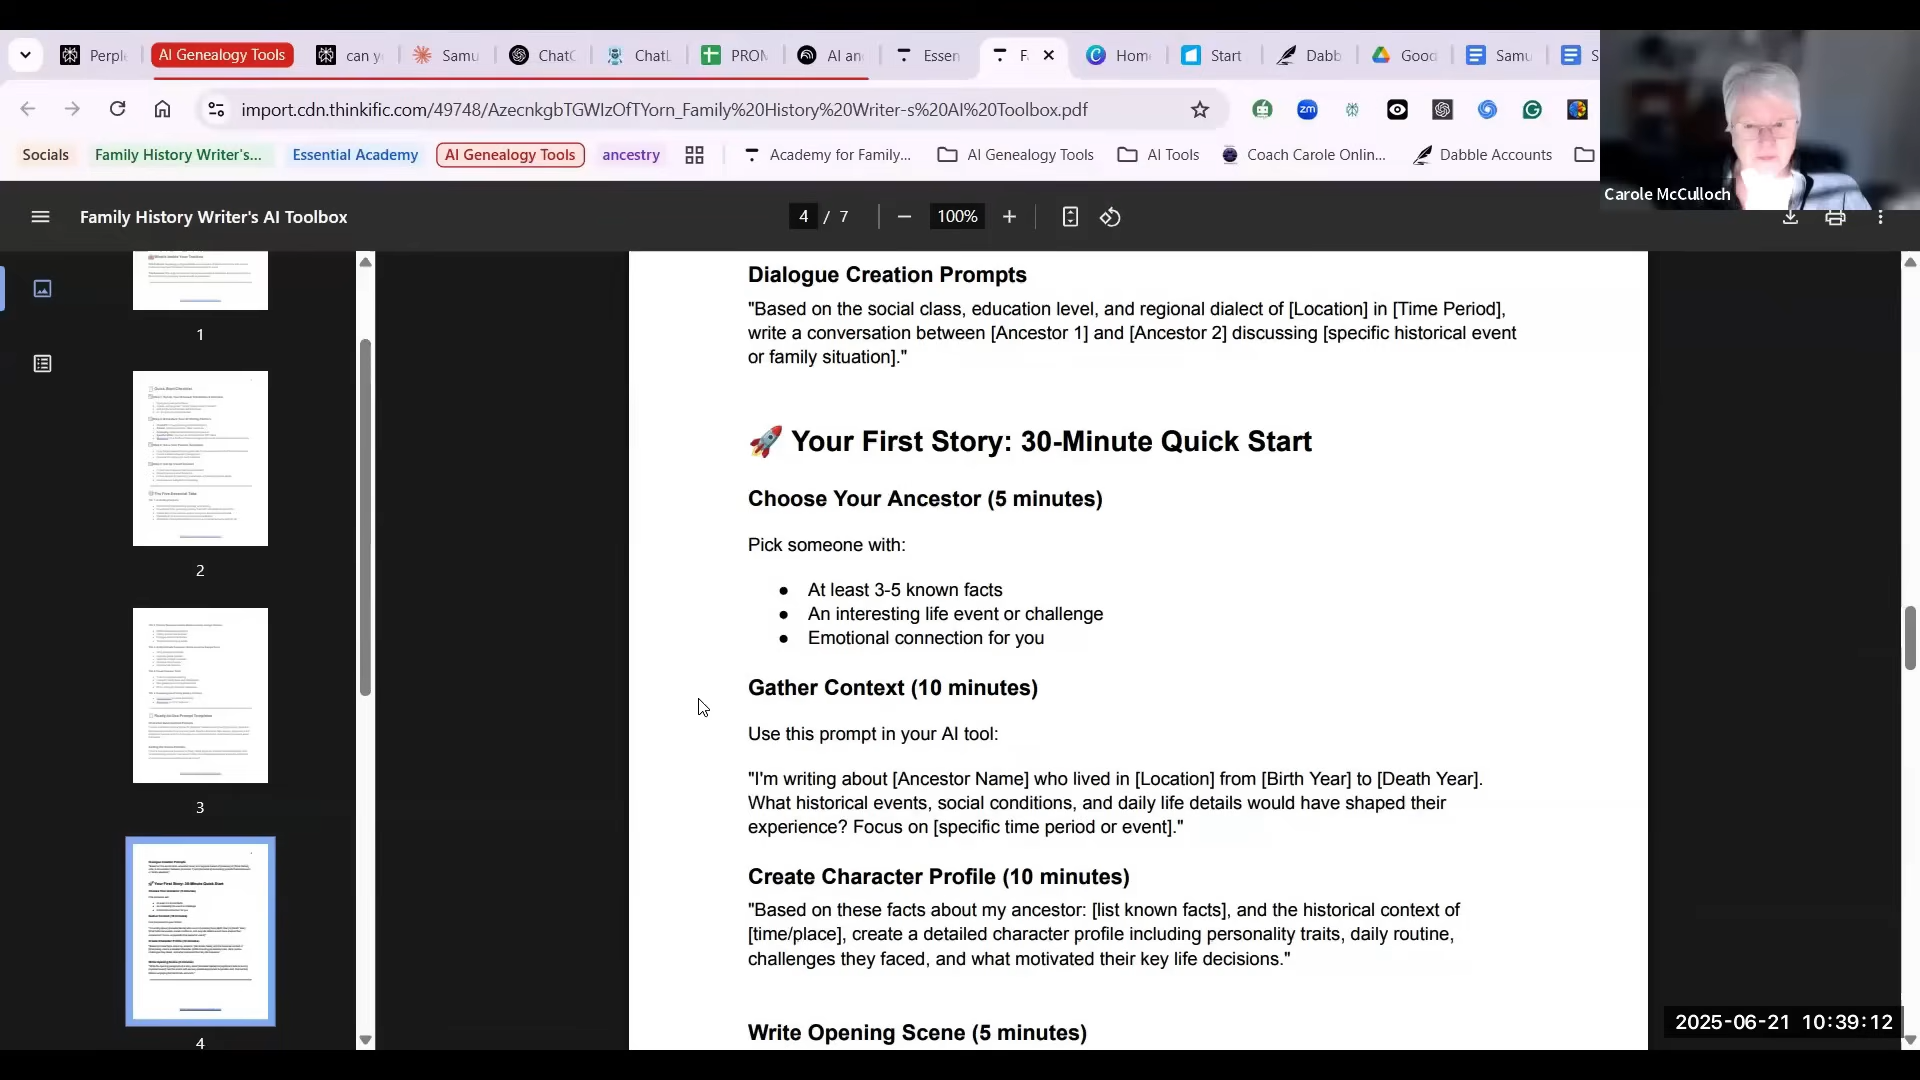 Perple
AI Genealogy Tools
can y
Samu
ChatG
ChatL
PROM
AI an
Essen
F
Hom
Start
Dabb
Good
Samu
S
import.cdn.thinkific.com/49748/AzecnkgbTGWIzOfTYorn_Family%20History%20Writer-s%20AI%20Toolbox.pdf
zm
Socials
Family History Writer's...
Essential Academy
AI Genealogy Tools
ancestry
Academy for Family...
AI Genealogy Tools
AI Tools
Coach Carole Onlin...
Dabble Accounts
Carole McCulloch
Family History Writer's AI Toolbox
4 / 7
100%
1
2
3
4
Dialogue Creation Prompts
"Based on the social class, education level, and regional dialect of [Location] in [Time Period],
write a conversation between [Ancestor 1] and [Ancestor 2] discussing [specific historical event
or family situation]."
🚀 Your First Story: 30-Minute Quick Start
Choose Your Ancestor (5 minutes)
Pick someone with:
● At least 3-5 known facts
● An interesting life event or challenge
● Emotional connection for you
Gather Context (10 minutes)
Use this prompt in your AI tool:
"I'm writing about [Ancestor Name] who lived in [Location] from [Birth Year] to [Death Year].
What historical events, social conditions, and daily life details would have shaped their
experience? Focus on [specific time period or event]."
Create Character Profile (10 minutes)
"Based on these facts about my ancestor: [list known facts], and the historical context of
[time/place], create a detailed character profile including personality traits, daily routine,
challenges they faced, and what motivated their key life decisions."
Write Opening Scene (5 minutes)
2025-06-21 10:39:12